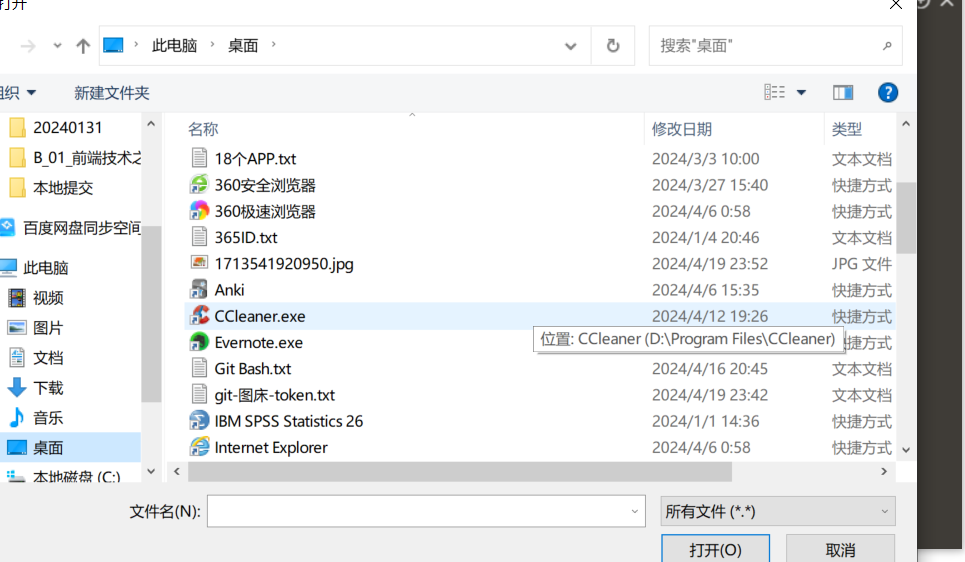 打开
此电脑 › 桌面 ›
搜索"桌面"
组织
新建文件夹
20240131
B_01_前端技术之
本地提交
百度网盘同步空间
此电脑
视频
图片
文档
下载
音乐
桌面
本地磁盘 (C:)
名称 修改日期 类型
18个APP.txt 2024/3/3 10:00 文本文档
360安全浏览器 2024/3/27 15:40 快捷方式
360极速浏览器 2024/4/6 0:58 快捷方式
365ID.txt 2024/1/4 20:46 文本文档
1713541920950.jpg 2024/4/19 23:52 JPG 文件
Anki 2024/4/6 15:35 快捷方式
CCleaner.exe 2024/4/12 19:26 快捷方式
位置: CCleaner (D:\Program Files\CCleaner)
Evernote.exe 快捷方式
Git Bash.txt 2024/4/16 20:45 文本文档
git-图床-token.txt 2024/4/19 23:42 文本文档
IBM SPSS Statistics 26 2024/1/1 14:36 快捷方式
Internet Explorer 2024/4/6 0:58 快捷方式
文件名(N):
所有文件 (*.*)
打开(O) 取消